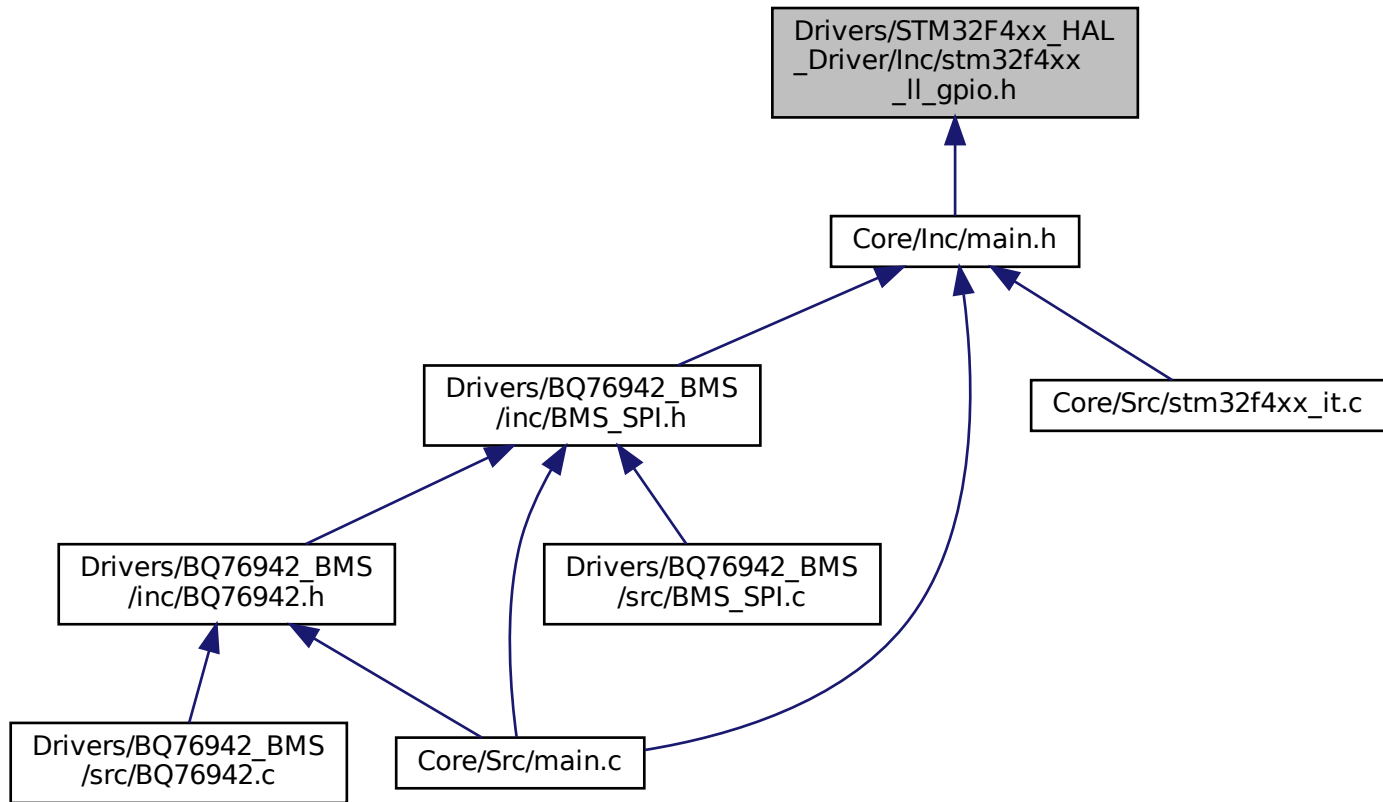 Drivers/STM32F4xx_HAL
_Driver/Inc/stm32f4xx
_ll_gpio.h
Core/Inc/main.h
Drivers/BQ76942_BMS
/inc/BMS_SPI.h
Core/Src/stm32f4xx_it.c
Drivers/BQ76942_BMS
/inc/BQ76942.h
Drivers/BQ76942_BMS
/src/BMS_SPI.c
Drivers/BQ76942_BMS
/src/BQ76942.c
Core/Src/main.c